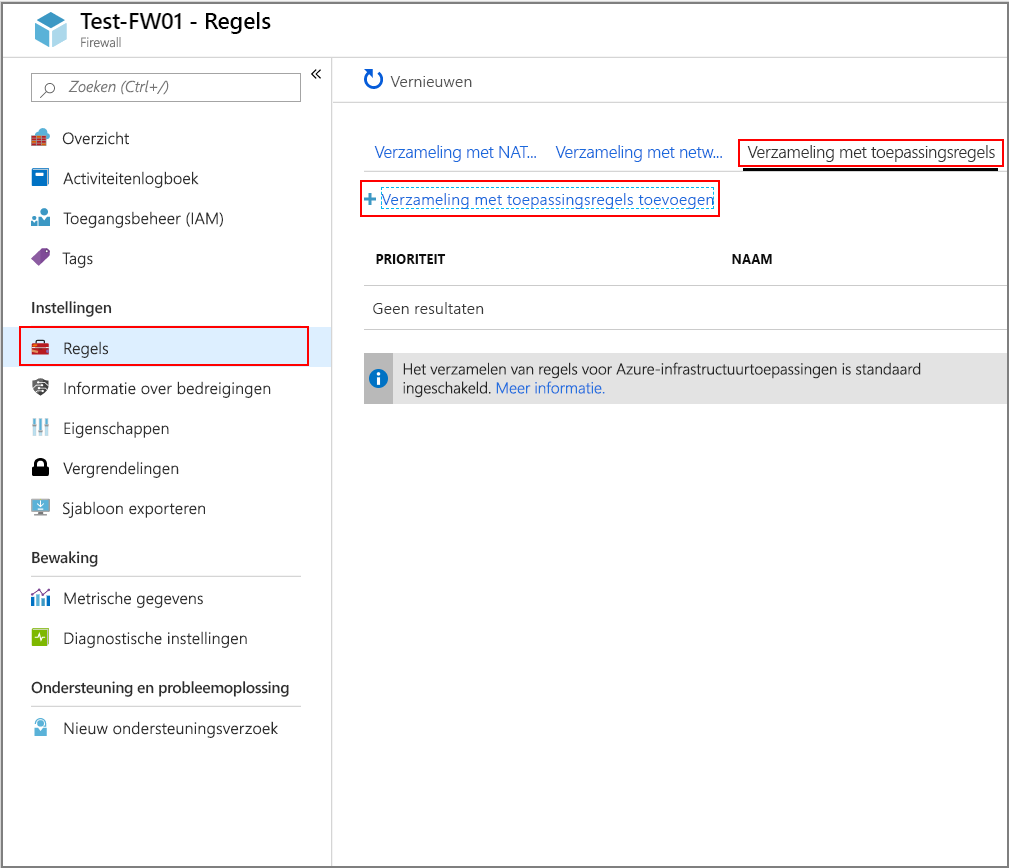 Test-FW01 - Regels
Firewall
Zoeken (Ctrl+/)
«
Overzicht
Activiteitenlogboek
Toegangsbeheer (IAM)
Tags
Instellingen
Regels
Informatie over bedreigingen
Eigenschappen
Vergrendelingen
Sjabloon exporteren
Bewaking
Metrische gegevens
Diagnostische instellingen
Ondersteuning en probleemoplossing
Nieuw ondersteuningsverzoek
Vernieuwen
Verzameling met NAT... Verzameling met netw... Verzameling met toepassingsregels
+ Verzameling met toepassingsregels toevoegen
PRIORITEIT NAAM
Geen resultaten
Het verzamelen van regels voor Azure-infrastructuurtoepassingen is standaard
ingeschakeld. Meer informatie.